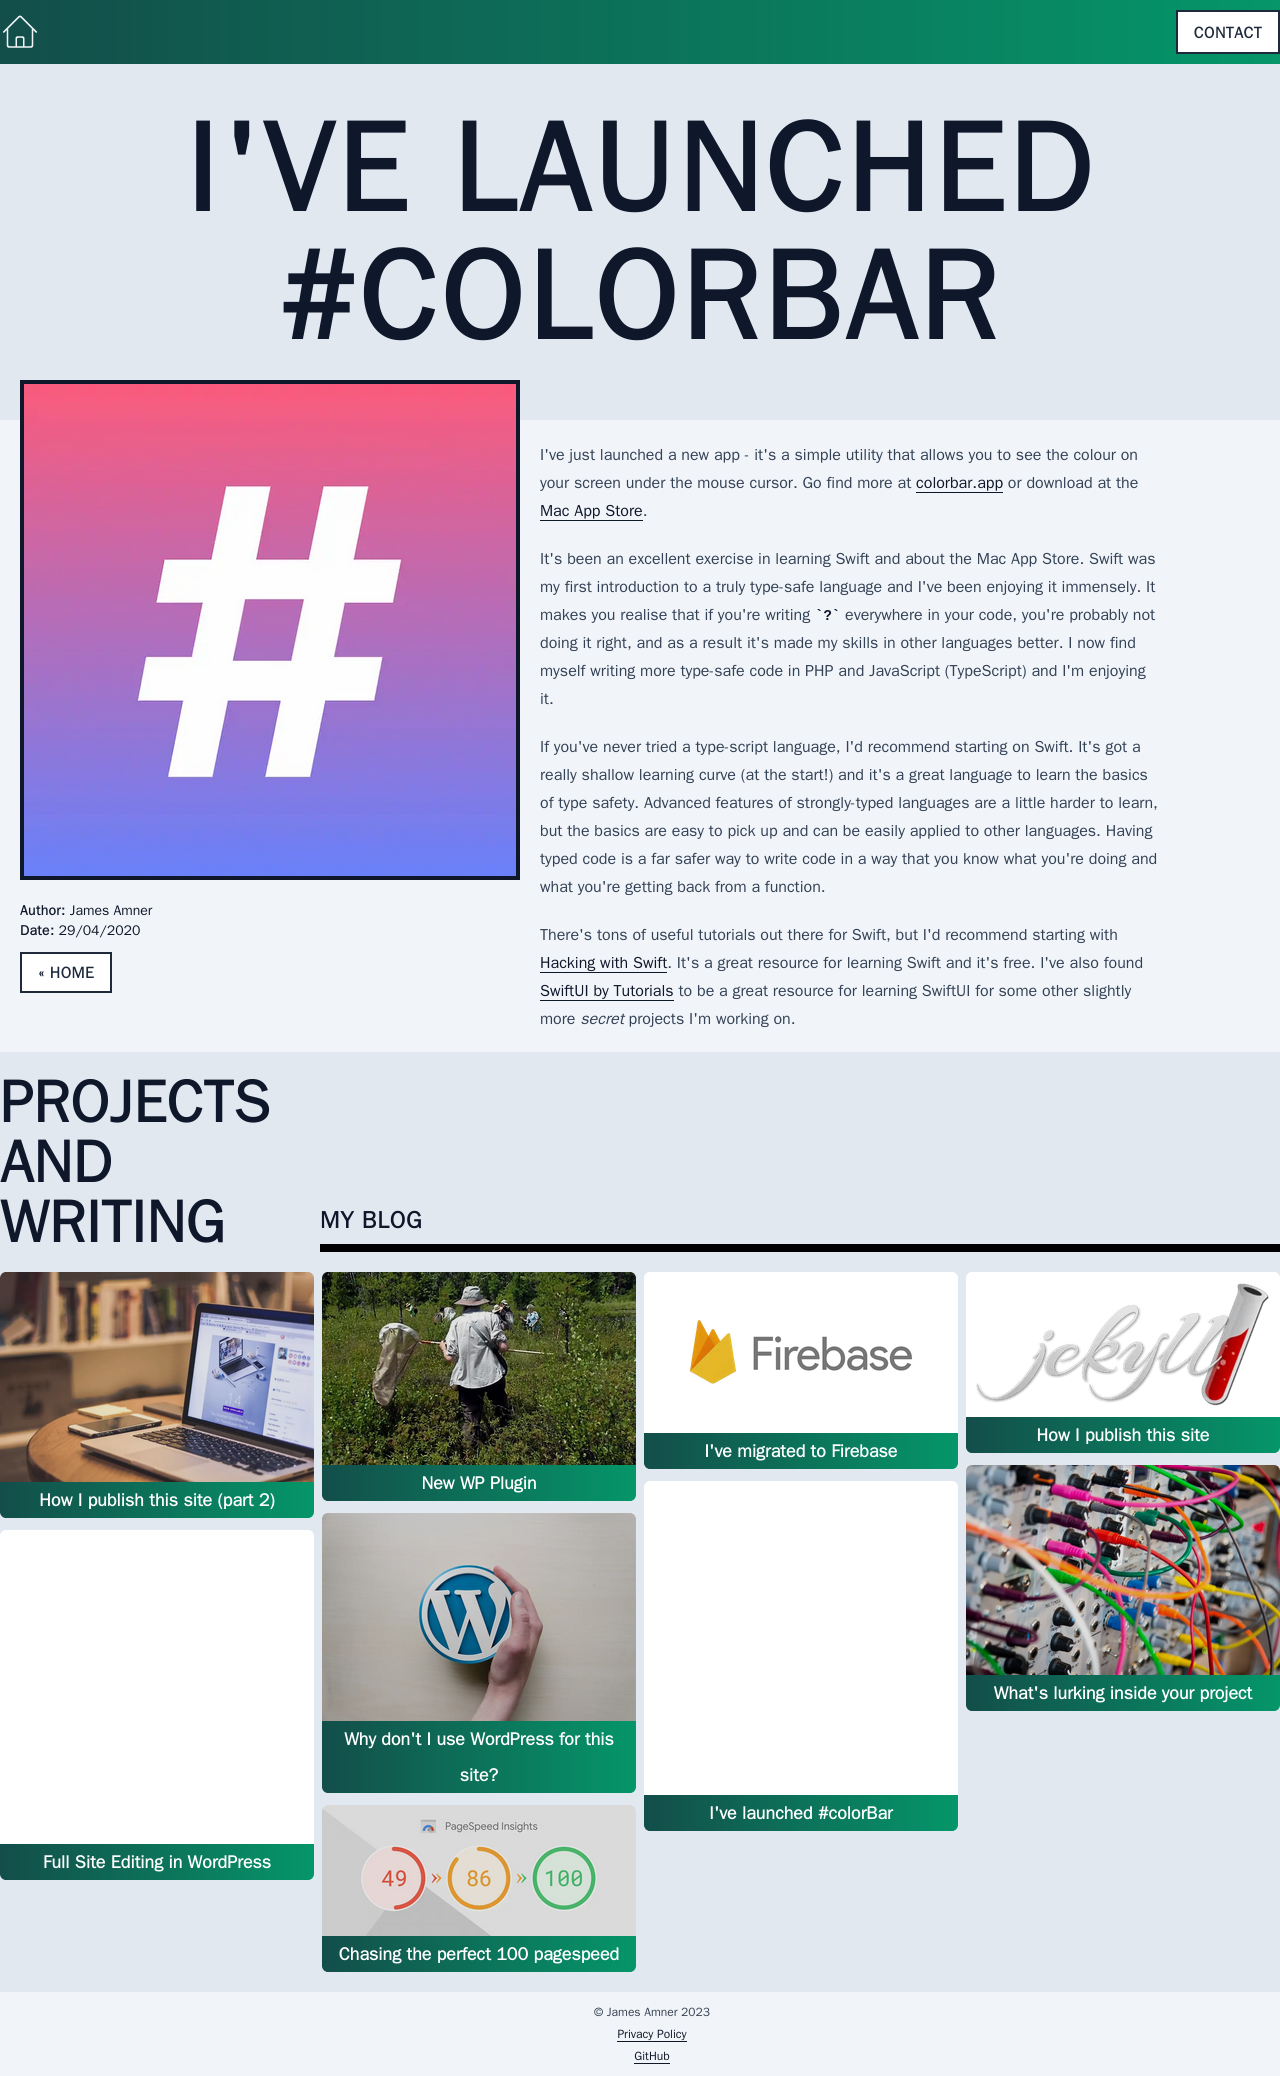 CONTACT
I'VE LAUNCHED
#COLORBAR
#
I've just launched a new app - it's a simple utility that allows you to see the colour on
your screen under the mouse cursor. Go find more at colorbar.app or download at the
Mac App Store.
It's been an excellent exercise in learning Swift and about the Mac App Store. Swift was
my first introduction to a truly type-safe language and I've been enjoying it immensely. It
makes you realise that if you're writing `?` everywhere in your code, you're probably not
doing it right, and as a result it's made my skills in other languages better. I now find
myself writing more type-safe code in PHP and JavaScript (TypeScript) and I'm enjoying
it.
If you've never tried a type-script language, I'd recommend starting on Swift. It's got a
really shallow learning curve (at the start!) and it's a great language to learn the basics
of type safety. Advanced features of strongly-typed languages are a little harder to learn,
but the basics are easy to pick up and can be easily applied to other languages. Having
typed code is a far safer way to write code in a way that you know what you're doing and
what you're getting back from a function.
There's tons of useful tutorials out there for Swift, but I'd recommend starting with
Hacking with Swift. It's a great resource for learning Swift and it's free. I've also found
SwiftUI by Tutorials to be a great resource for learning SwiftUI for some other slightly
more secret projects I'm working on.
Author: James Amner
Date: 29/04/2020
« HOME
PROJECTS
AND
WRITING
MY BLOG
How I publish this site (part 2)
Full Site Editing in WordPress
New WP Plugin
W
Why don't I use WordPress for this
site?
PageSpeed Insights
49 » 86 » 100
Chasing the perfect 100 pagespeed
Firebase
I've migrated to Firebase
I've launched #colorBar
jekyll
How I publish this site
What's lurking inside your project
© James Amner 2023
Privacy Policy
GitHub